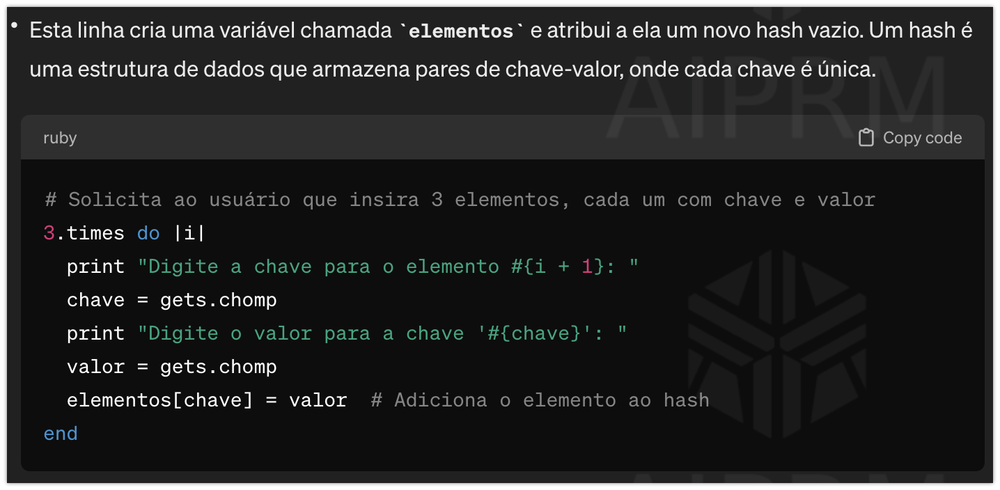 • Esta linha cria uma variável chamada `elementos` e atribui a ela um novo hash vazio. Um hash é
uma estrutura de dados que armazena pares de chave-valor, onde cada chave é única.
AIPRM
ruby
Copy code
# Solicita ao usuário que insira 3 elementos, cada um com chave e valor
3.times do |i|
  print "Digite a chave para o elemento #{i + 1}: "
  chave = gets.chomp
  print "Digite o valor para a chave '#{chave}': "
  valor = gets.chomp
  elementos[chave] = valor  # Adiciona o elemento ao hash
end
AIPRM